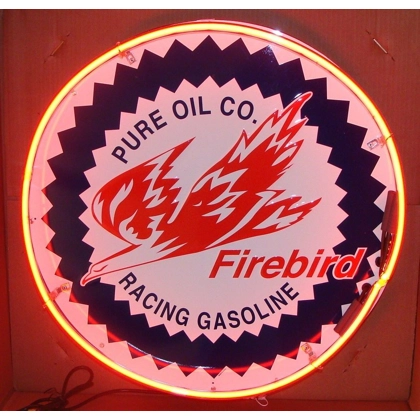 PURE OIL CO.
Firebird
RACING GASOLINE